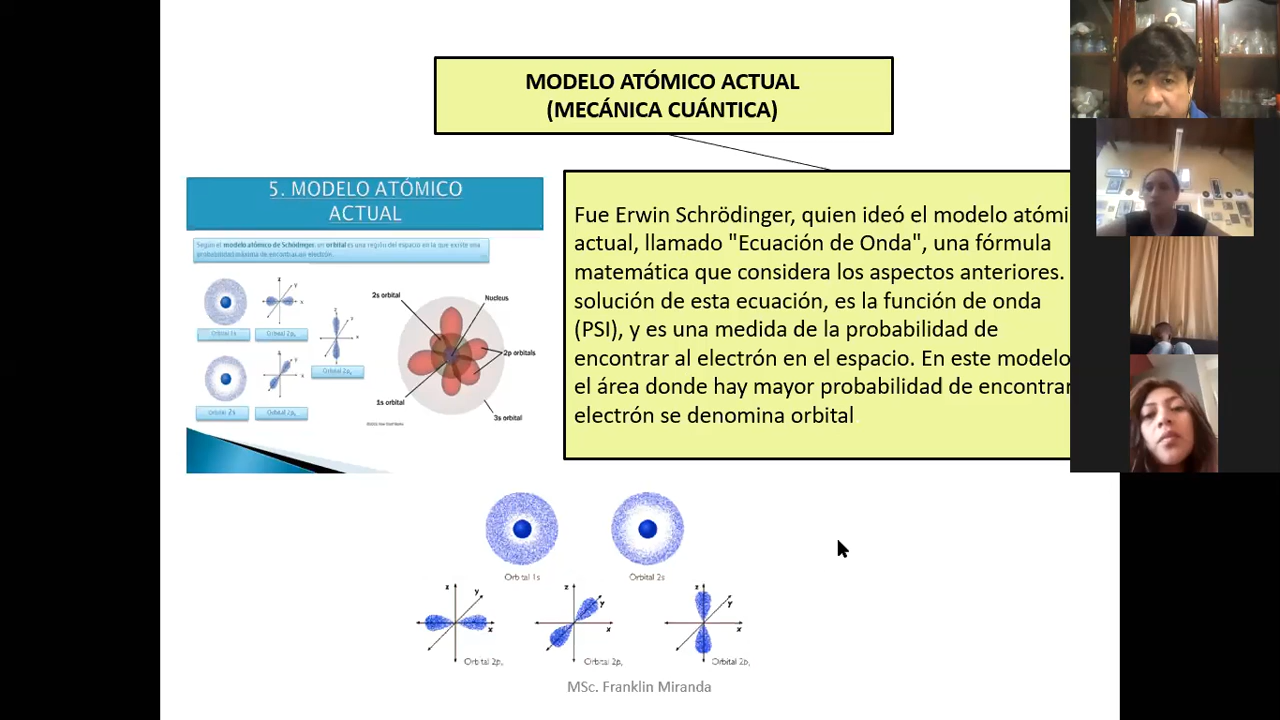 MODELO ATÓMICO ACTUAL
(MECÁNICA CUÁNTICA)
5. MODELO ATÓMICO
ACTUAL
Según el modelo atómico de Schödinger, un orbital es una región del espacio en la que existe una
probabilidad máxima de encontrar un electrón.
Orbital 1s
Orbital 2p
Orbital 2p
Orbital 2s
Orbital 2p
2s orbital
Nucleus
2p orbitals
1s orbital
3s orbital
Fue Erwin Schrödinger, quien ideó el modelo atómi
actual, llamado "Ecuación de Onda", una fórmula
matemática que considera los aspectos anteriores.
solución de esta ecuación, es la función de onda
(PSI), y es una medida de la probabilidad de
encontrar al electrón en el espacio. En este modelo
el área donde hay mayor probabilidad de encontrar
electrón se denomina orbital
Orbital 1s
Orbital 2s
z
y
x
Orbital 2p
z
y
x
Orbital 2p
z
y
x
Orbital 2p
MSc. Franklin Miranda